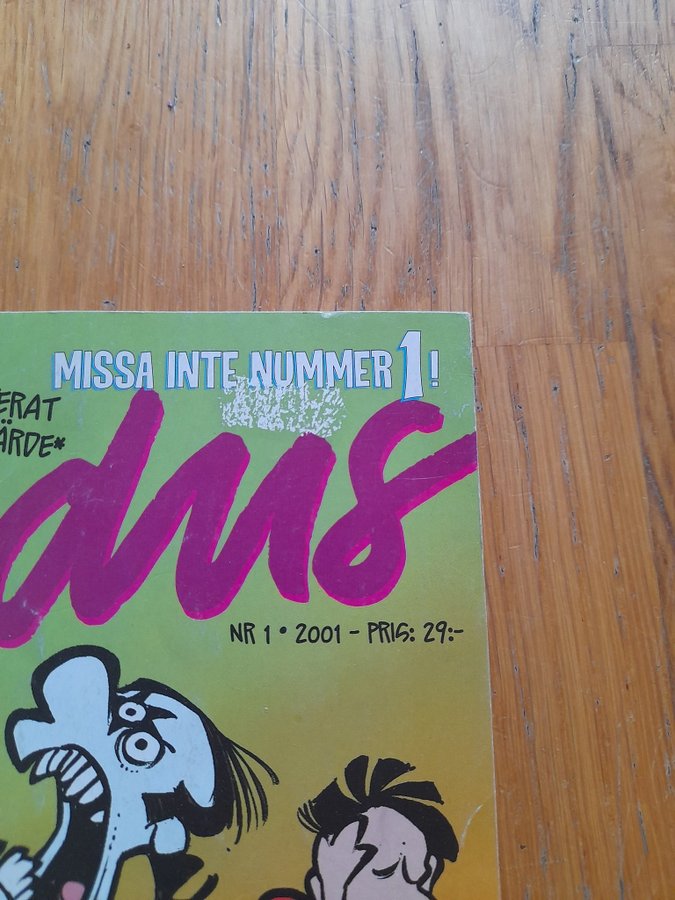 MISSA INTE NUMMER 1!
ERAT
ÄRDE*
dus
NR 1 • 2001 - PRIS: 29:-